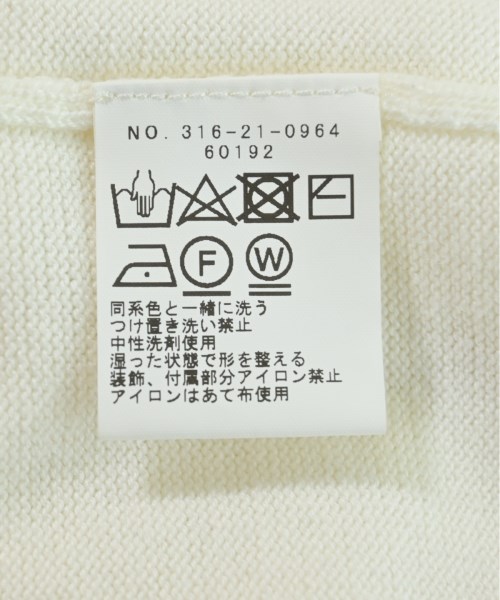 NO. 316-21-0964
60192
F W
同系色と一緒に洗う
つけ置き洗い禁止
中性洗剤使用
湿った状態で形を整える
装飾、付属部分アイロン禁止
アイロンはあて布使用